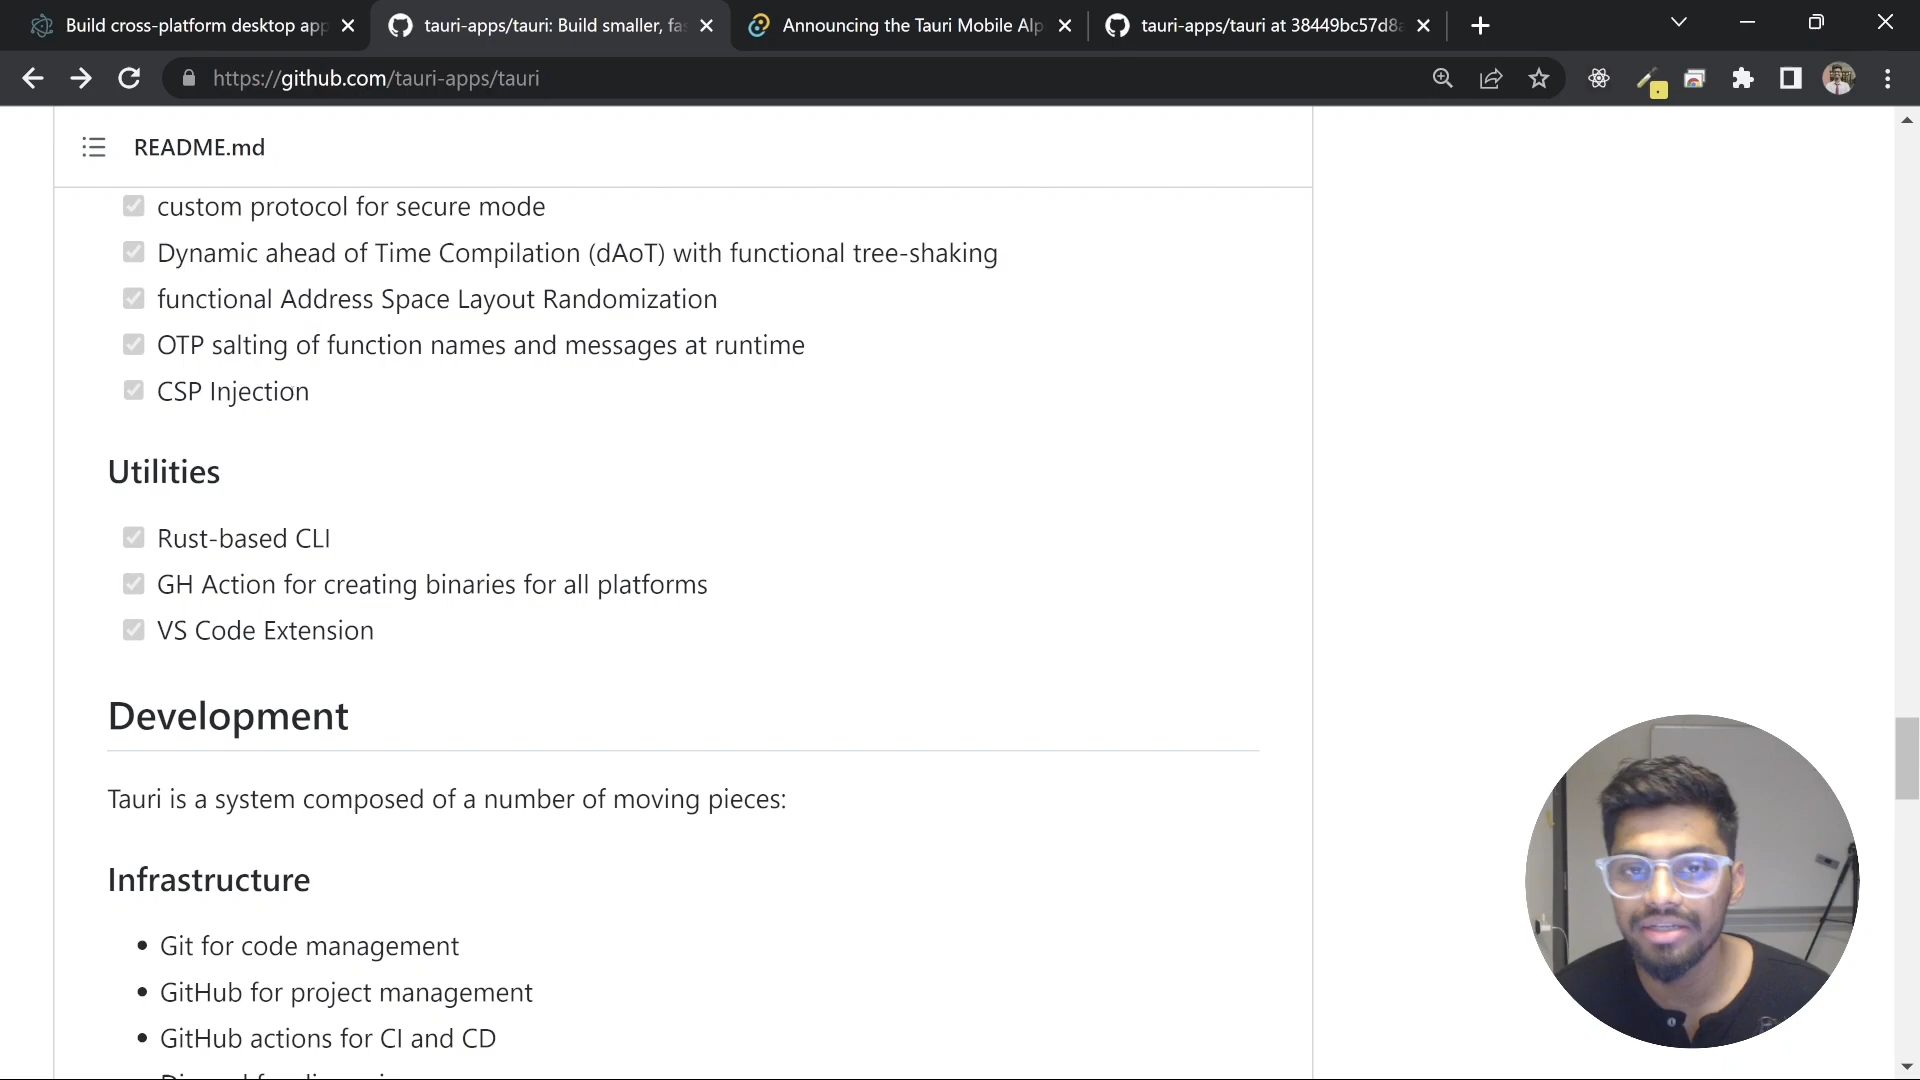 Build cross-platform desktop app
tauri-apps/tauri: Build smaller, fas
Announcing the Tauri Mobile Alp
tauri-apps/tauri at 38449bc57d8a
https://github.com/tauri-apps/tauri
README.md
custom protocol for secure mode
Dynamic ahead of Time Compilation (dAoT) with functional tree-shaking
functional Address Space Layout Randomization
OTP salting of function names and messages at runtime
CSP Injection
Utilities
Rust-based CLI
GH Action for creating binaries for all platforms
VS Code Extension
Development
Tauri is a system composed of a number of moving pieces:
Infrastructure
Git for code management
GitHub for project management
GitHub actions for CI and CD